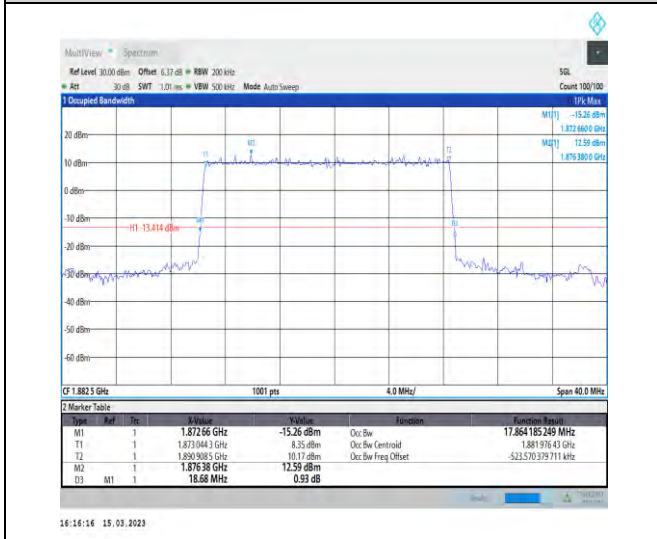 MultiView Spectrum
Ref Level 30.00 dBm Offset 6.37 dB RBW 200 kHz SGL
Att 30 dB SWT 1.01 ms VBW 500 kHz Mode Auto Sweep Count 100/100
1 Occupied Bandwidth 1Pk Max
M1[1] -15.26 dBm
1.872 660 0 GHz
M2[1] 12.59 dBm
1.876 380 0 GHz
20 dBm
M2
T1
T2
10 dBm
0 dBm
-10 dBm
H1 -13.414 dBm
M1
D3
-20 dBm
-30 dBm
-40 dBm
-50 dBm
-60 dBm
CF 1.882 5 GHz 1001 pts 4.0 MHz/ Span 40.0 MHz
2 Marker Table
Type Ref Trc X-Value Y-Value Function Function Result
M1 1 1.872 66 GHz -15.26 dBm Occ Bw 17.864 185 249 MHz
T1 1 1.873 044 3 GHz 8.35 dBm Occ Bw Centroid 1.881 976 43 GHz
T2 1 1.890 908 5 GHz 10.17 dBm Occ Bw Freq Offset -523.570 379 711 kHz
M2 1 1.876 38 GHz 12.59 dBm
D3 M1 1 18.68 MHz 0.93 dB
16:16:16 15.03.2023